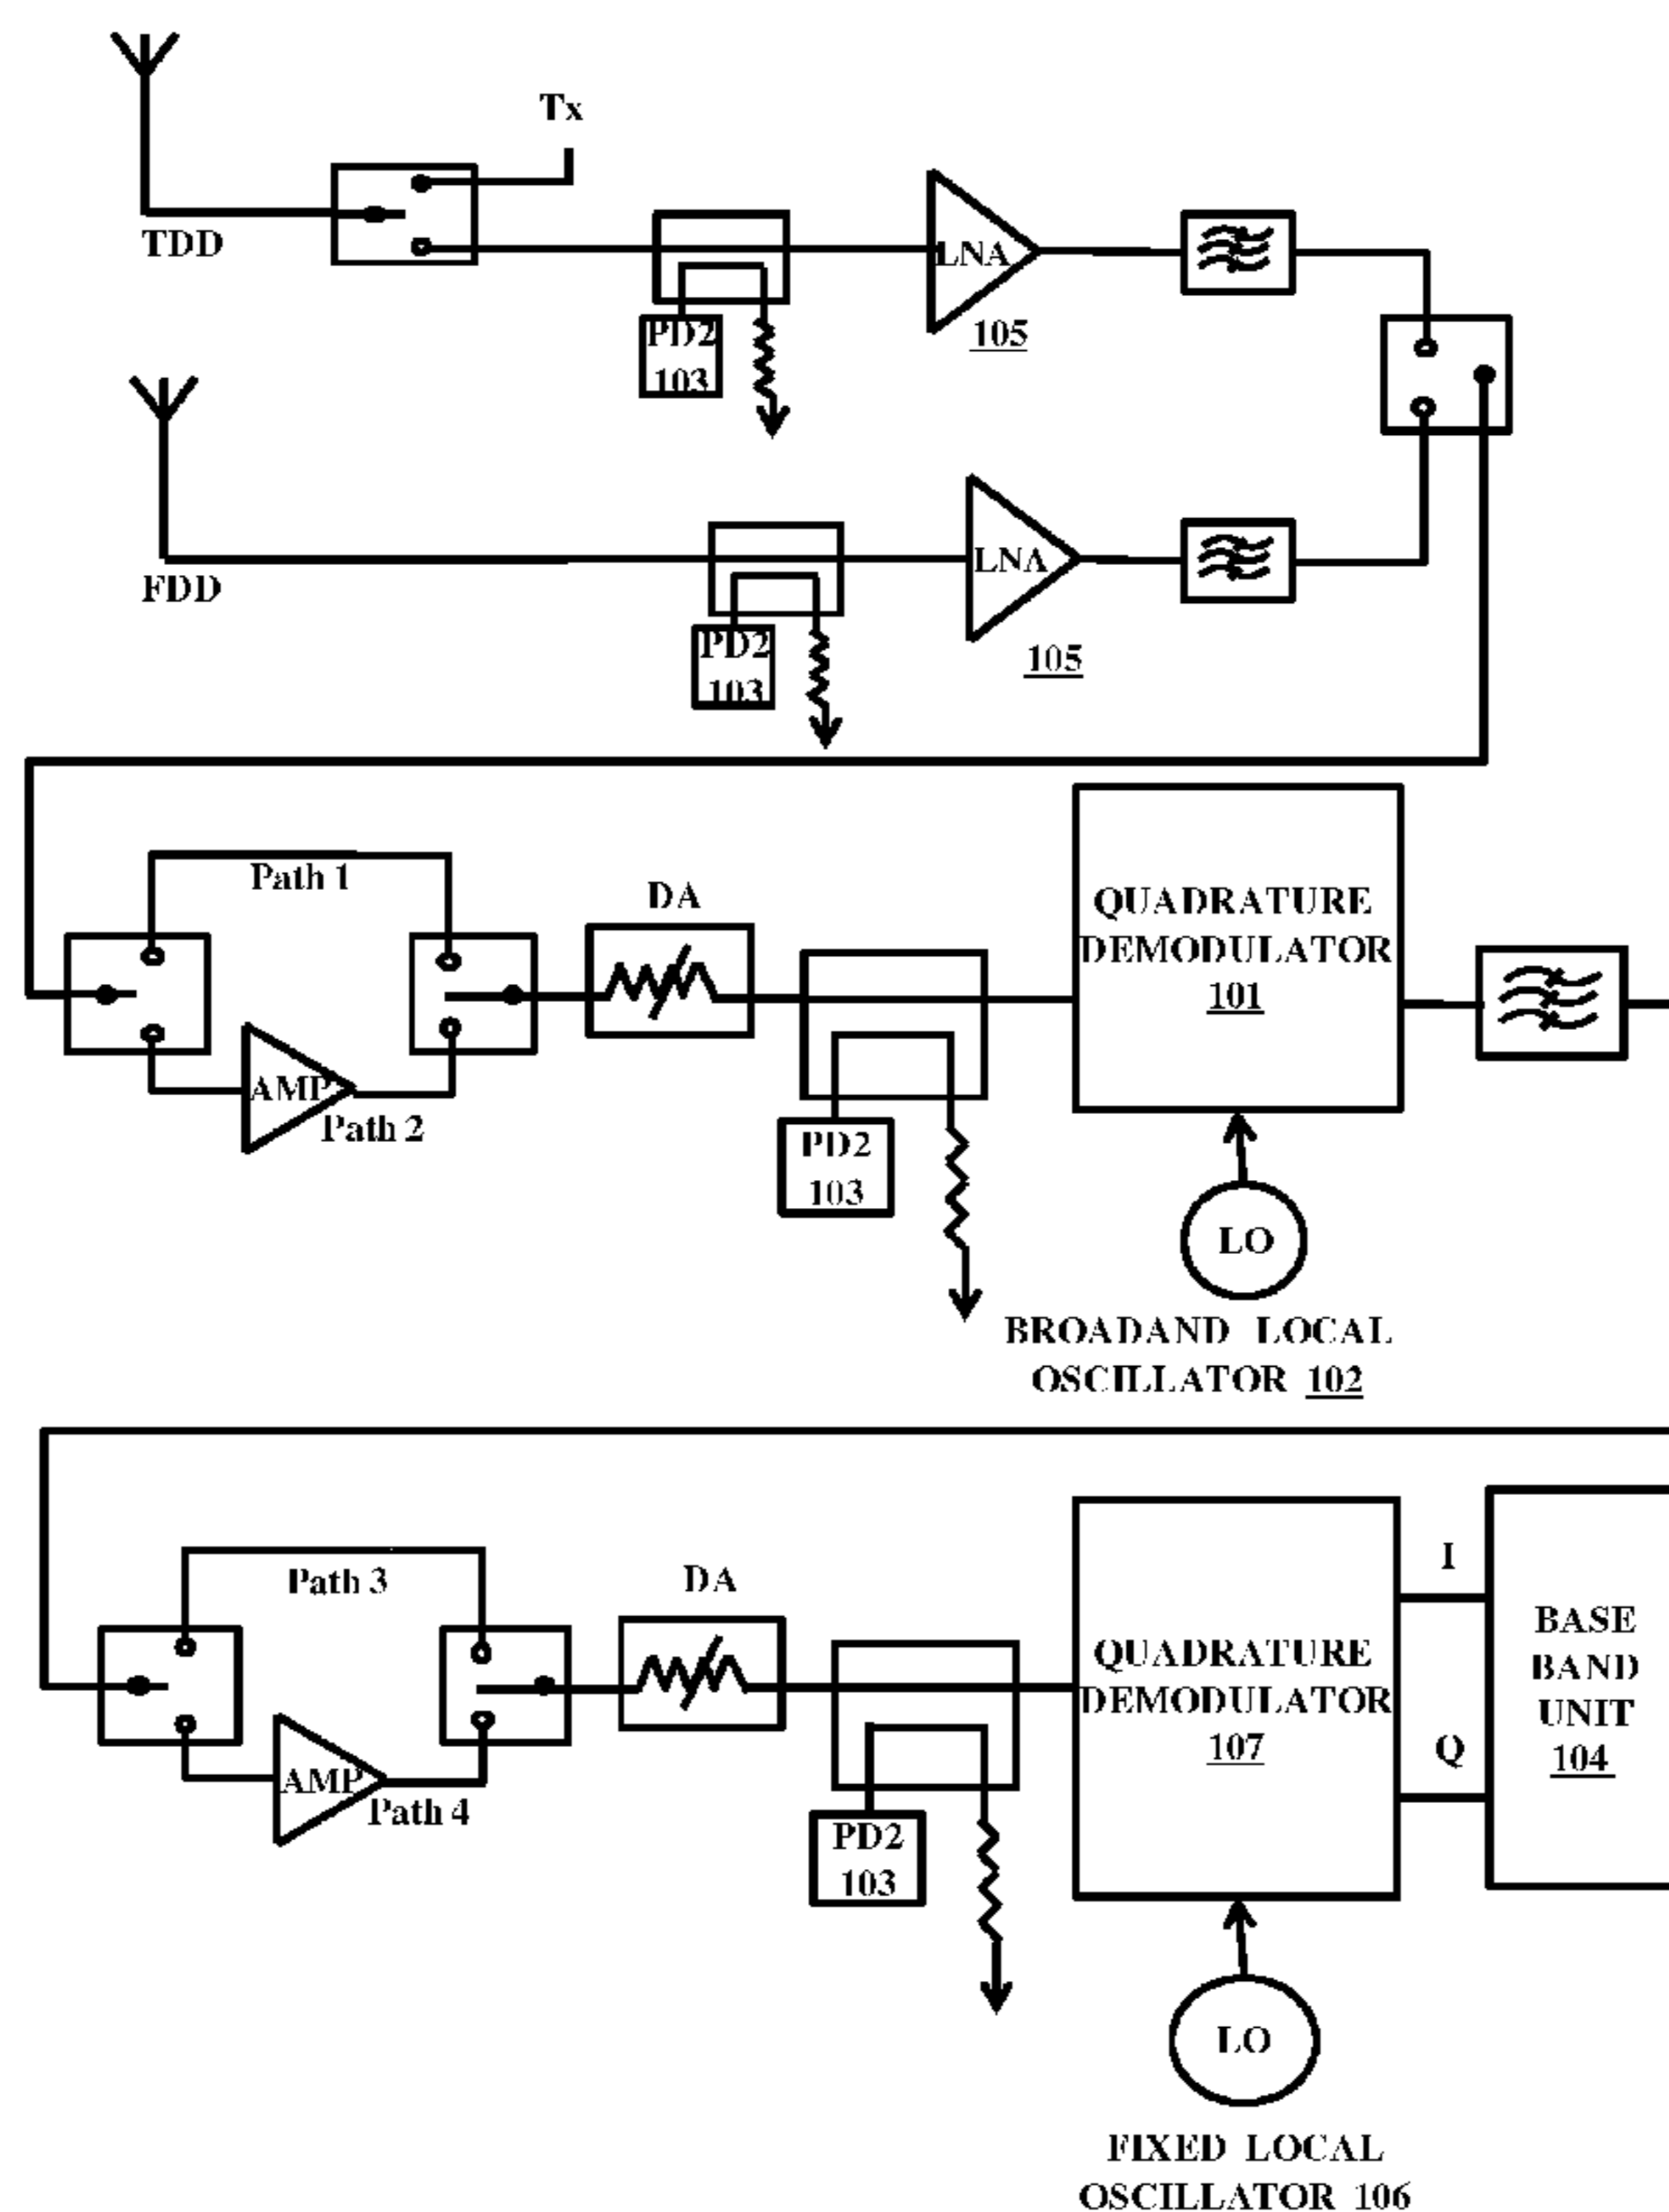 Tx
TDD
LNA
105
PD2
103
FDD
LNA
105
PD2
103
Path 1
DA
QUADRATURE
DEMODULATOR
101
AMP
Path 2
PD2
103
LO
BROADAND LOCAL
OSCILLATOR 102
Path 3
DA
QUADRATURE
DEMODULATOR
107
I
Q
BASE
BAND
UNIT
104
AMP
Path 4
PD2
103
LO
FIXED LOCAL
OSCILLATOR 106